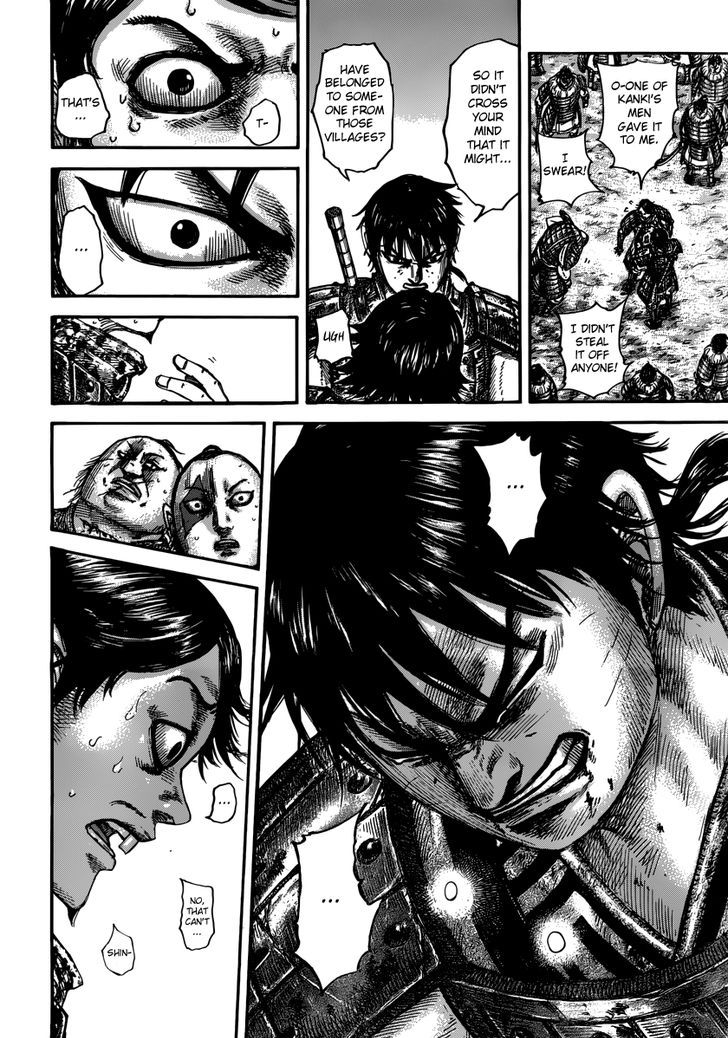 O-ONE OF
KANKI'S
MEN
GAVE IT
TO ME.
I
SWEAR!
I DIDN'T
STEAL
IT OFF
ANYONE!
SO IT
DIDN'T
CROSS
YOUR
MIND
THAT IT
MIGHT...
HAVE
BELONGED
TO SOME-
ONE FROM
THOSE
VILLAGES?
UGH
T-
THAT'S
...
...
...
...
...
NO,
THAT
CAN'T
...
SHIN-